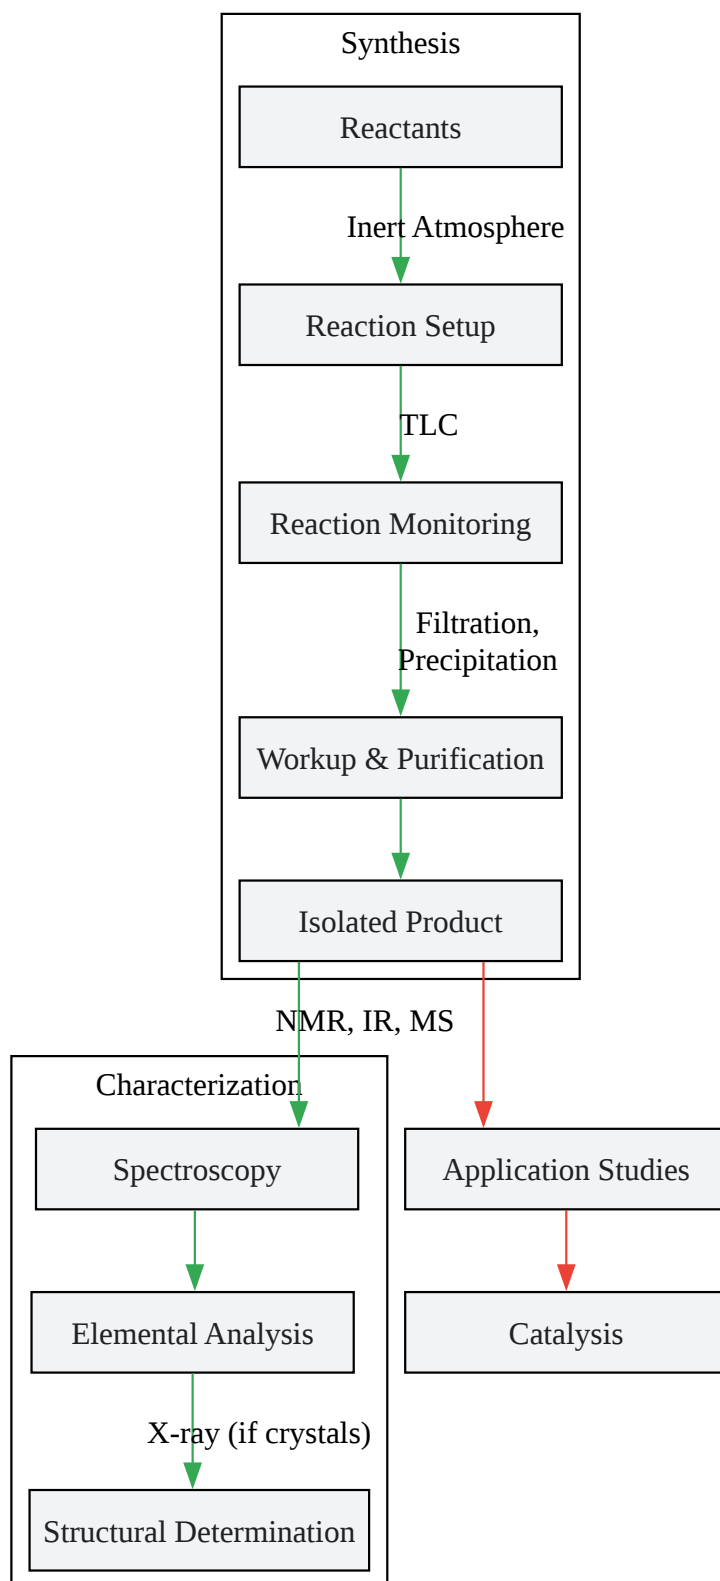 Synthesis
Reactants
Inert Atmosphere
Reaction Setup
TLC
Reaction Monitoring
Filtration,
Precipitation
Workup & Purification
Isolated Product
NMR, IR, MS
Characterization
Spectroscopy
Application Studies
Elemental Analysis
Catalysis
X-ray (if crystals)
Structural Determination